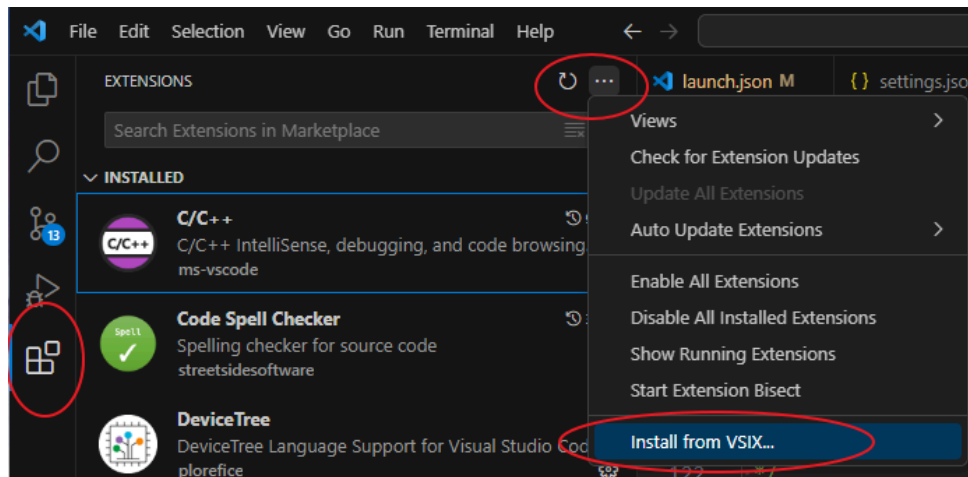 File Edit Selection View Go Run Terminal Help
EXTENSIONS
launch.json M
{} settings.jso
Search Extensions in Marketplace
INSTALLED
C/C++
C/C++
C/C++ IntelliSense, debugging, and code browsing.
ms-vscode
13
Spell
Code Spell Checker
Spelling checker for source code
streetsidesoftware
DeviceTree
DeviceTree Language Support for Visual Studio Cod
plorefice
Views
Check for Extension Updates
Update All Extensions
Auto Update Extensions
Enable All Extensions
Disable All Installed Extensions
Show Running Extensions
Start Extension Bisect
Install from VSIX...